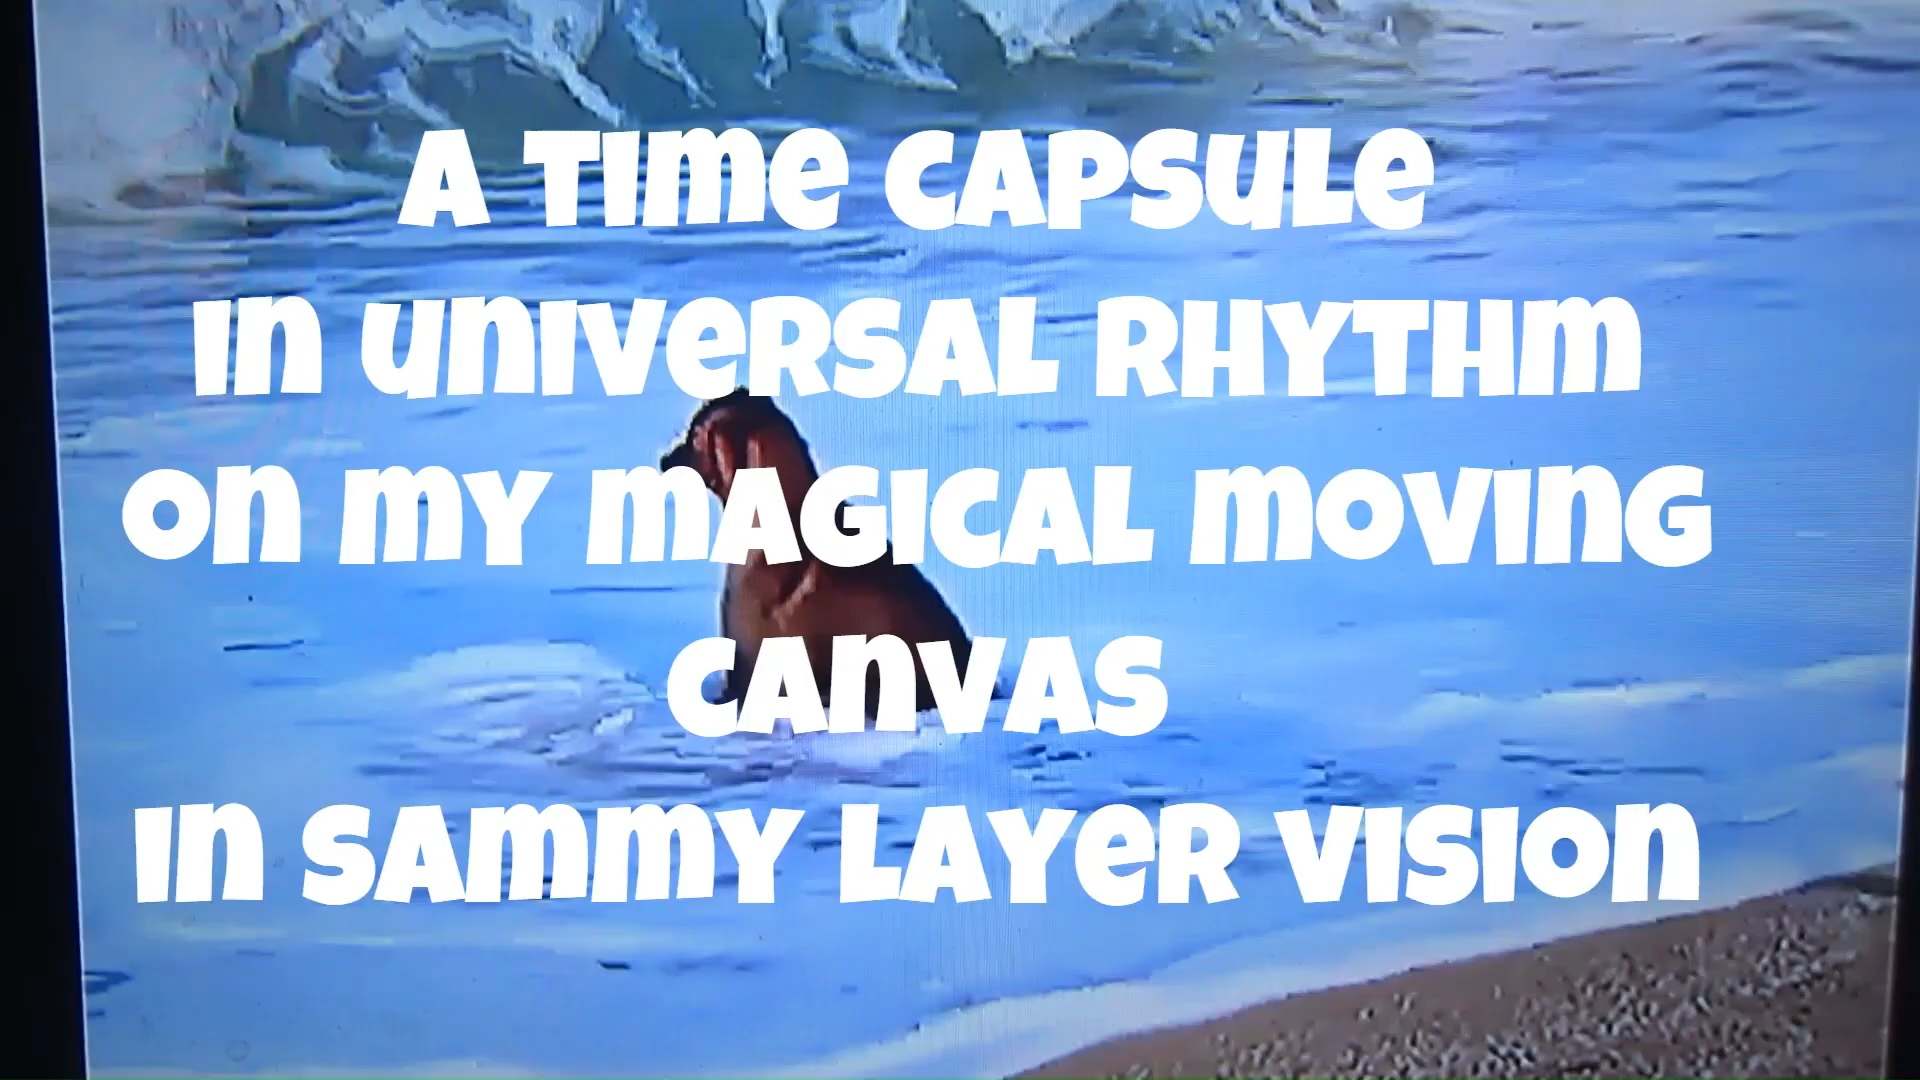 A TIME CAPSULE
IN UNIVERSAL RHYTHM
ON MY MAGICAL MOVING
CANVAS
IN SAMMY LAYER VISION